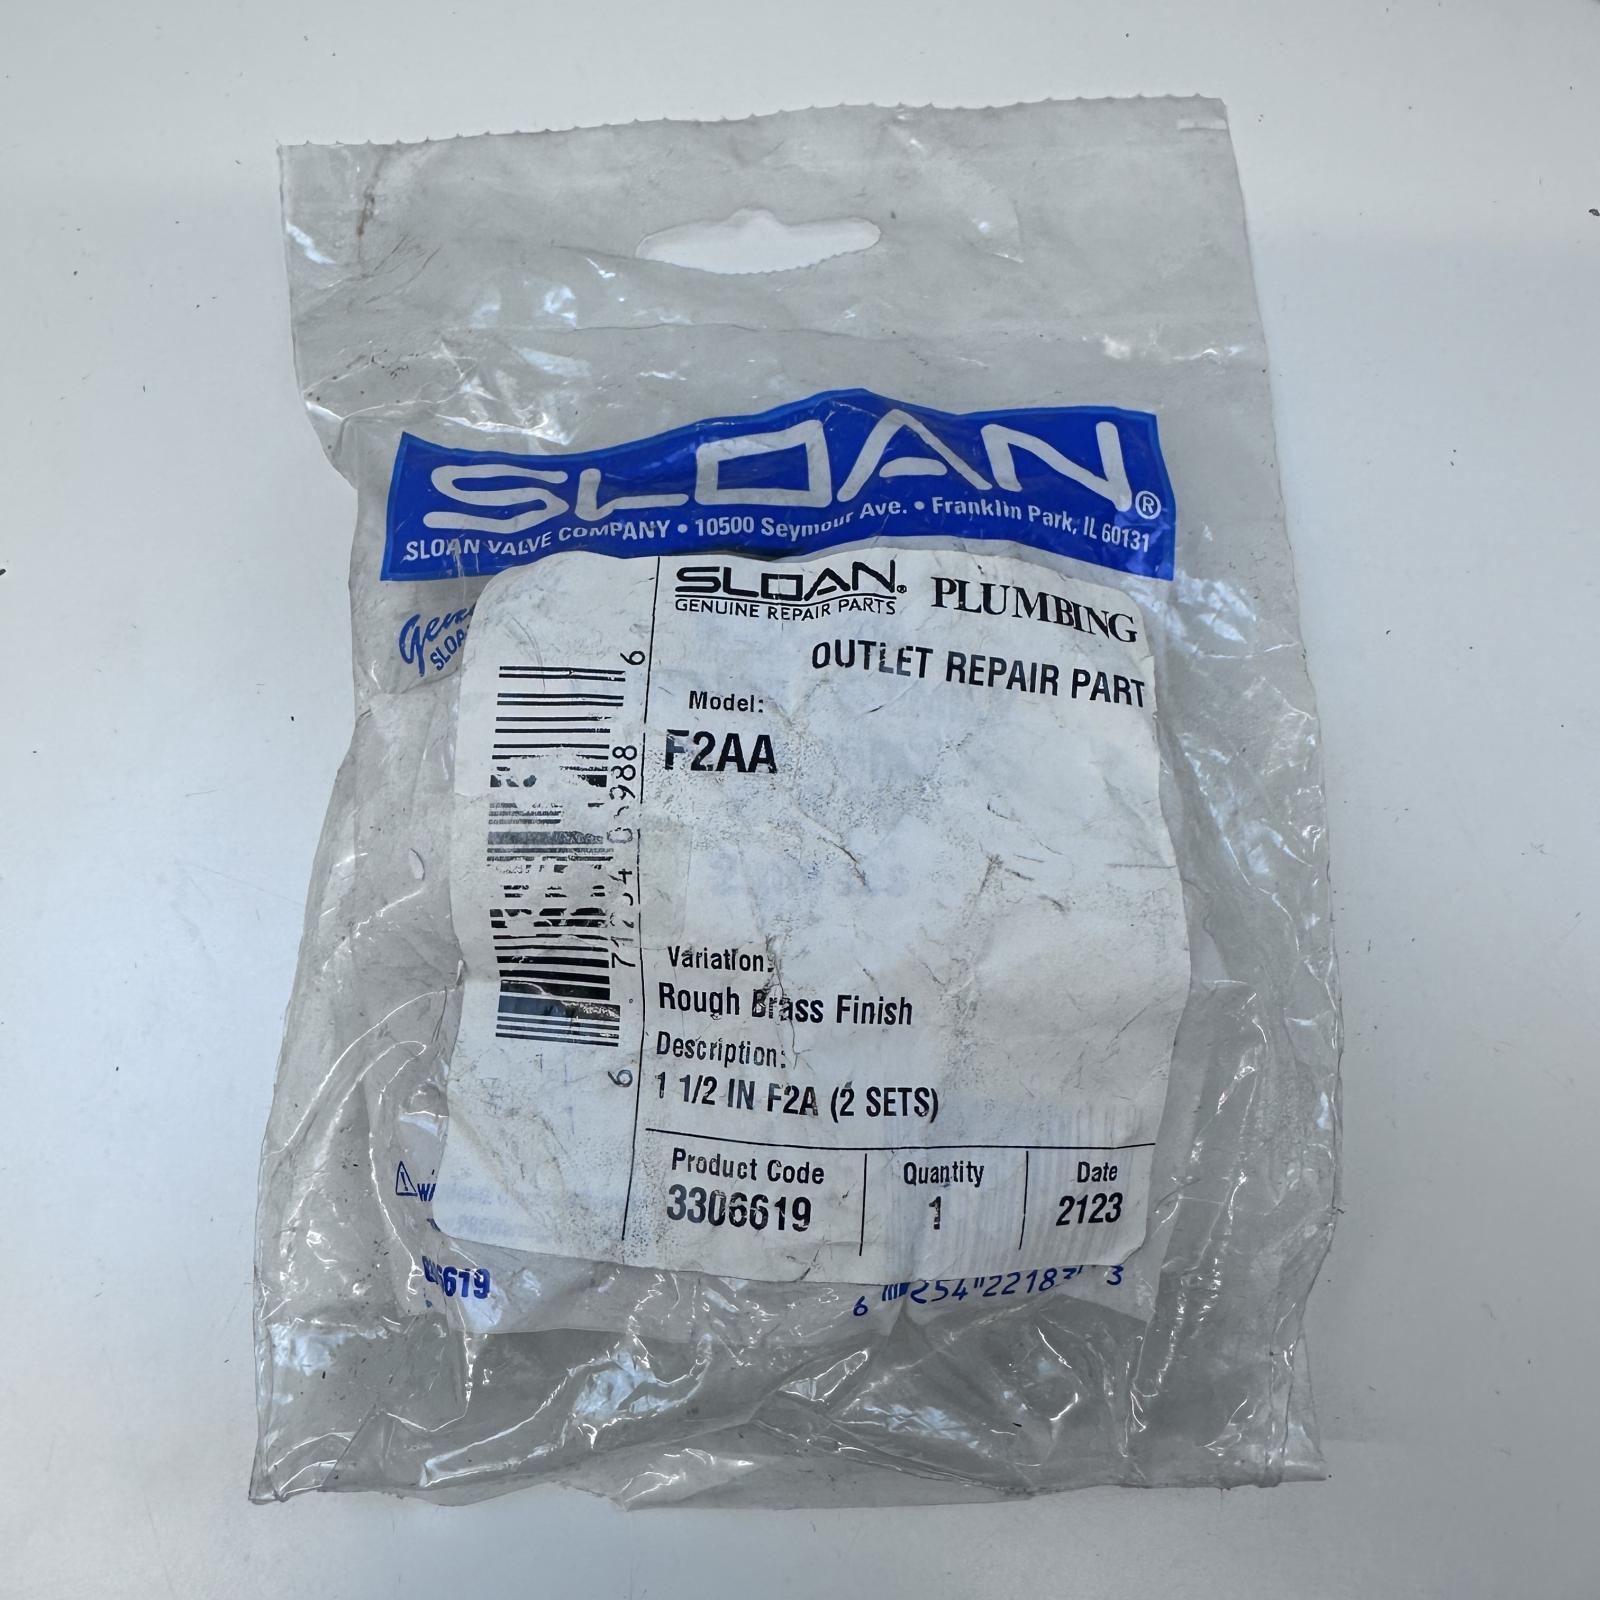 SLOAN®
SLOAN VALVE COMPANY • 10500 Seymour Ave. • Franklin Park, IL 60131
SLOAN® PLUMBING
GENUINE REPAIR PARTS
OUTLET REPAIR PART
Model:
F2AA
Variation:
Rough Brass Finish
Description:
1 1/2 IN F2A (2 SETS)
Product Code
3306619
Quantity
1
Date
2123